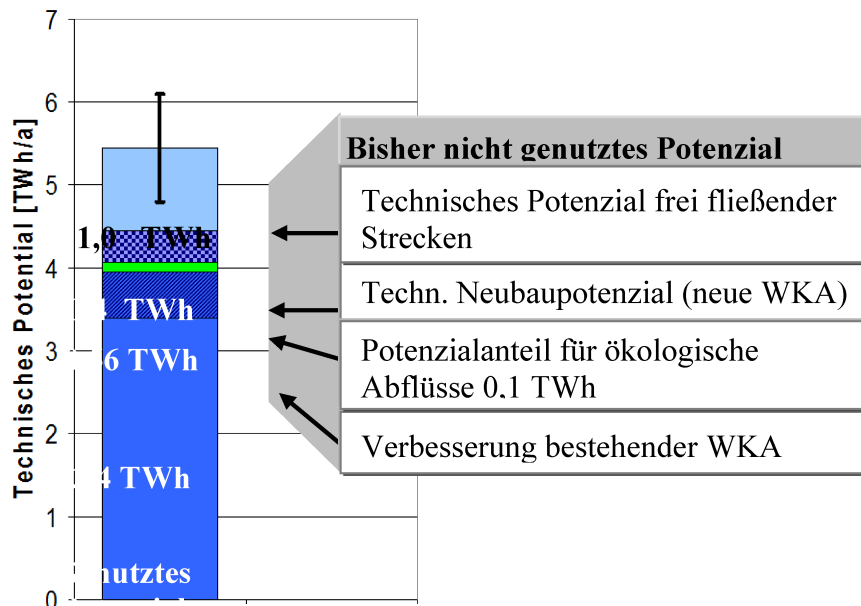 7
6
5
4
3
2
1
0
Technisches Potential [TWh/a]
1,0 TWh
4 TWh
6 TWh
4 TWh
nutztes
Bisher nicht genutztes Potenzial
Technisches Potenzial frei fließender
Strecken
Techn. Neubaupotenzial (neue WKA)
Potenzialanteil für ökologische
Abflüsse 0,1 TWh
Verbesserung bestehender WKA